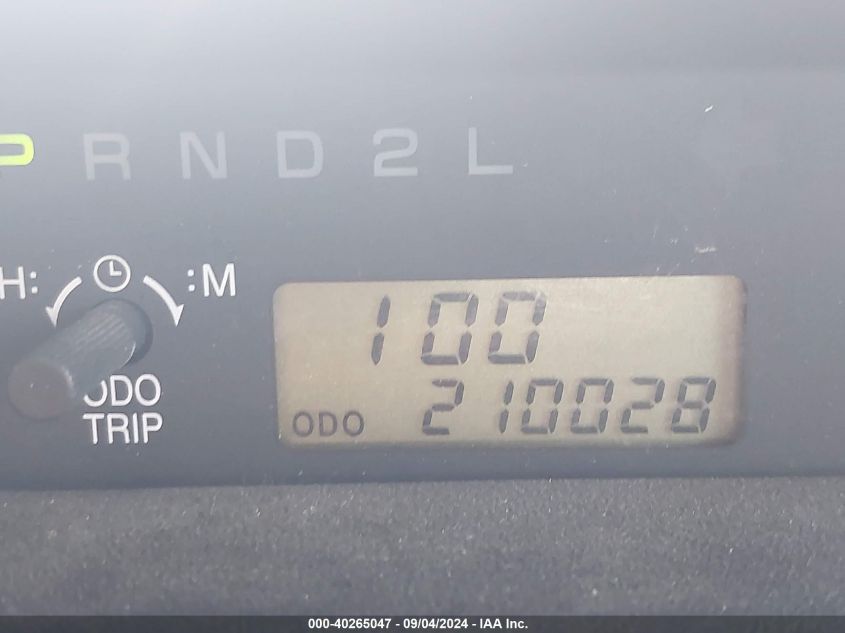 P R N D 2 L
H: :M
ODO
TRIP
100
ODO 210028
000-40265047 - 09/04/2024 - IAA Inc.